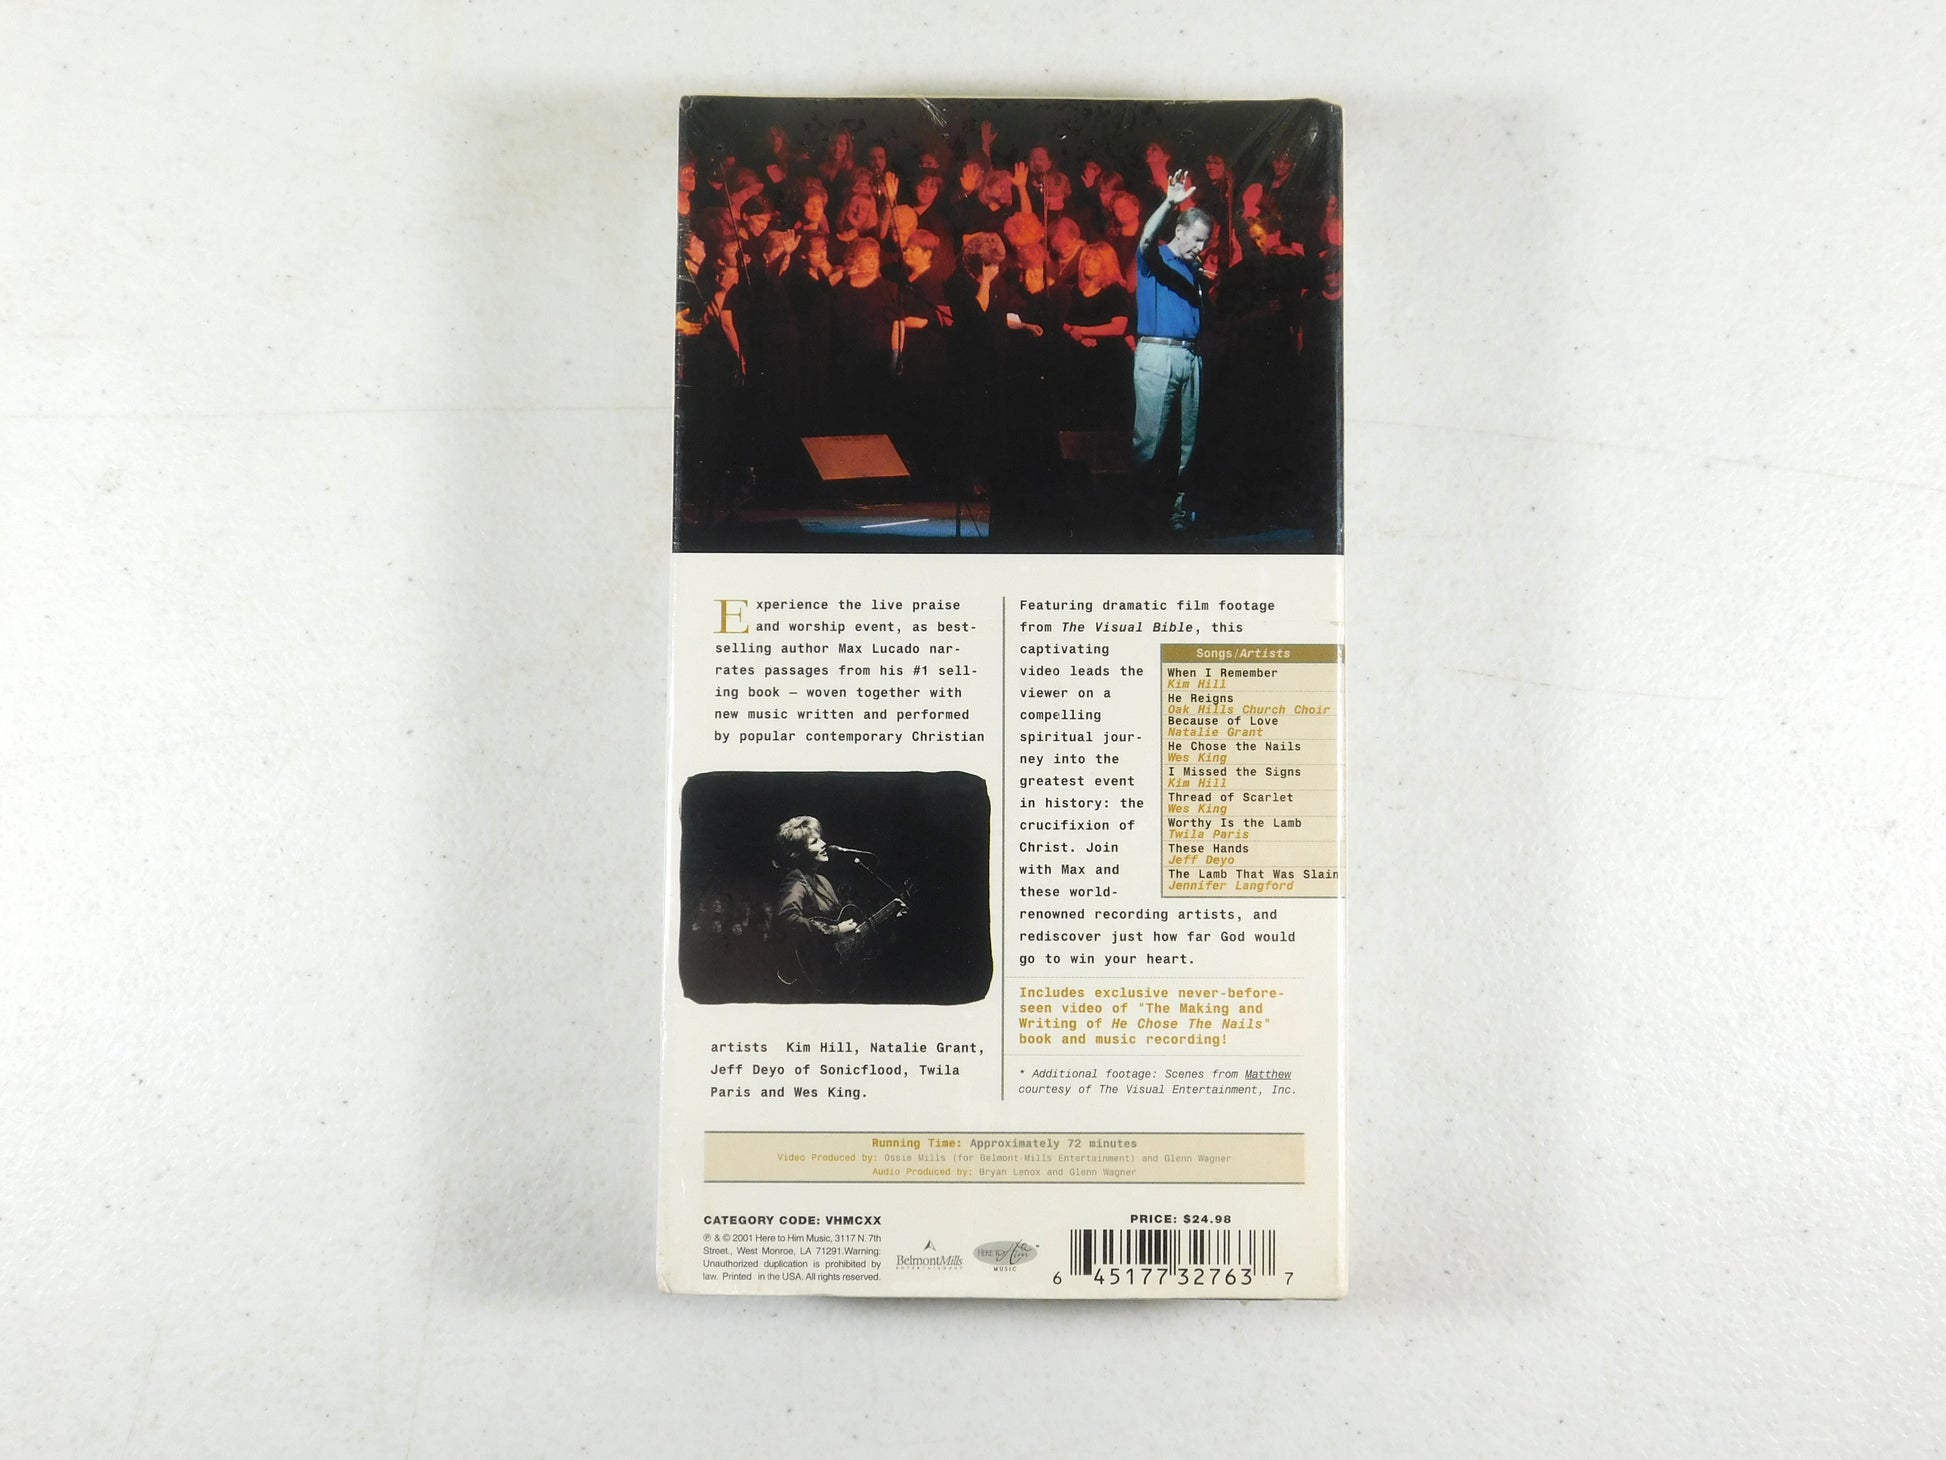 Experience the live praise
and worship event, as best-
selling author Max Lucado nar-
rates passages from his #1 sell-
ing book – woven together with
new music written and performed
by popular contemporary Christian
artists Kim Hill, Natalie Grant,
Jeff Deyo of Sonicflood, Twila
Paris and Wes King.
Featuring dramatic film footage
from The Visual Bible, this
captivating
video leads the
viewer on a
compelling
spiritual jour-
ney into the
greatest event
in history: the
crucifixion of
Christ. Join
with Max and
these world-
renowned recording artists, and
rediscover just how far God would
go to win your heart.
Songs/Artists
When I Remember
Kim Hill
He Reigns
Oak Hills Church Choir
Because of Love
Natalie Grant
He Chose the Nails
Wes King
I Missed the Signs
Kim Hill
Thread of Scarlet
Wes King
Worthy Is the Lamb
Twila Paris
These Hands
Jeff Deyo
The Lamb That Was Slain
Jennifer Langford
Includes exclusive never-before-
seen video of "The Making and
Writing of He Chose The Nails"
book and music recording!
* Additional footage: Scenes from Matthew
courtesy of The Visual Entertainment, Inc.
Running Time: Approximately 72 minutes
Video Produced by: Ossie Mills (for Belmont-Mills Entertainment) and Glenn Wagner
Audio Produced by: Bryan Lenox and Glenn Wagner
CATEGORY CODE: VHMCXX
℗ & © 2001 Here to Him Music, 3117 N. 7th
Street., West Monroe, LA 71291.Warning:
Unauthorized duplication is prohibited by
law. Printed in the USA. All rights reserved.
BelmontMills
ENTERTAINMENT
HERE TO Him
MUSIC
PRICE: $24.98
6 45177 32763 7